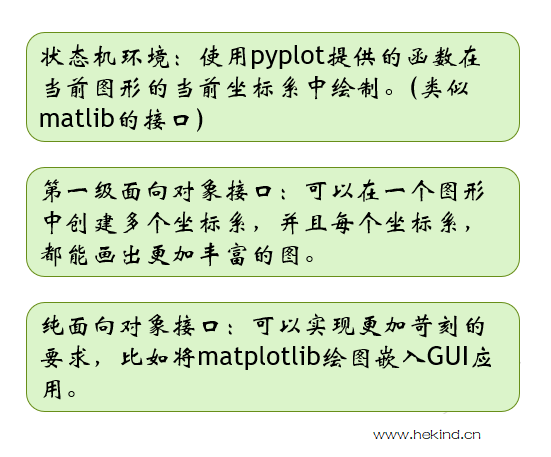 状态机环境：使用pyplot提供的函数在
当前图形的当前坐标系中绘制。(类似
matlib的接口)
第一级面向对象接口：可以在一个图形
中创建多个坐标系，并且每个坐标系，
都能画出更加丰富的图。
纯面向对象接口：可以实现更加苛刻的
要求，比如将matplotlib绘图嵌入GUI应
用。
www.hekind.cn